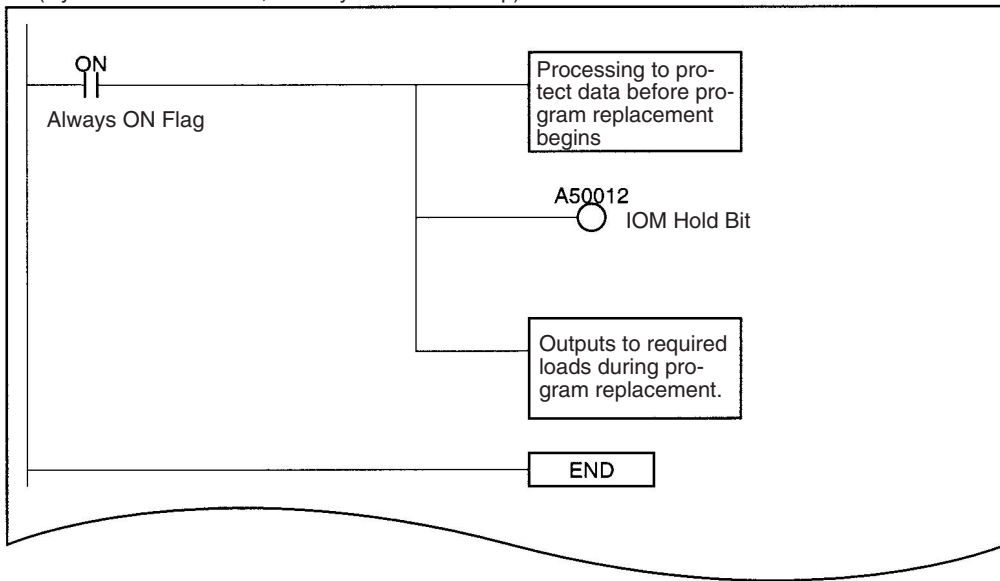 ON
Always ON Flag
Processing to pro-
tect data before pro-
gram replacement
begins
A50012
IOM Hold Bit
Outputs to required
loads during pro-
gram replacement.
END